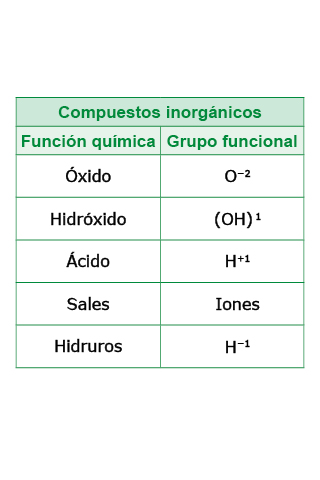 Compuestos inorgánicos
Función química Grupo funcional
Óxido O⁻²
Hidróxido (OH)¹
Ácido H⁺¹
Sales Iones
Hidruros H⁻¹